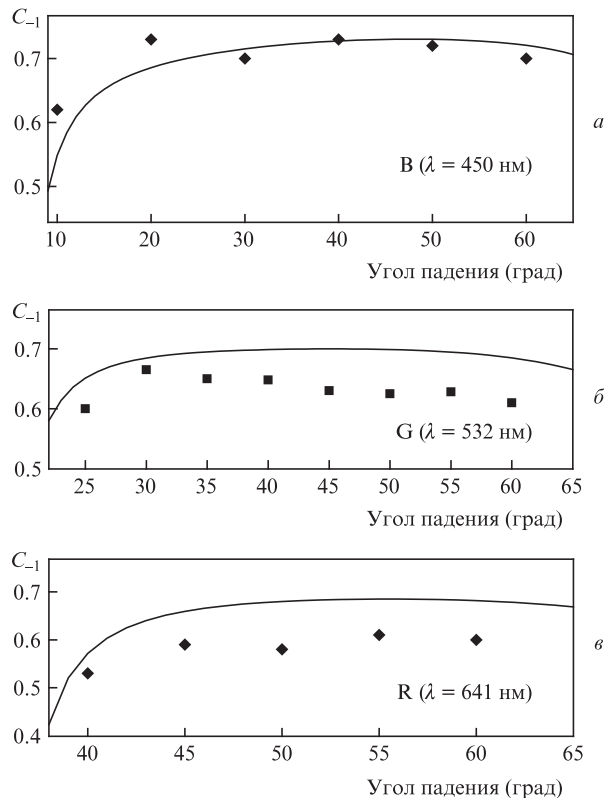 C₋₁
0.7
0.6
0.5
а
B (λ = 450 нм)
10 20 30 40 50 60
Угол падения (град)
C₋₁
0.7
0.6
0.5
б
G (λ = 532 нм)
25 30 35 40 45 50 55 60 65
Угол падения (град)
C₋₁
0.7
0.6
0.5
0.4
в
R (λ = 641 нм)
40 45 50 55 60 65
Угол падения (град)